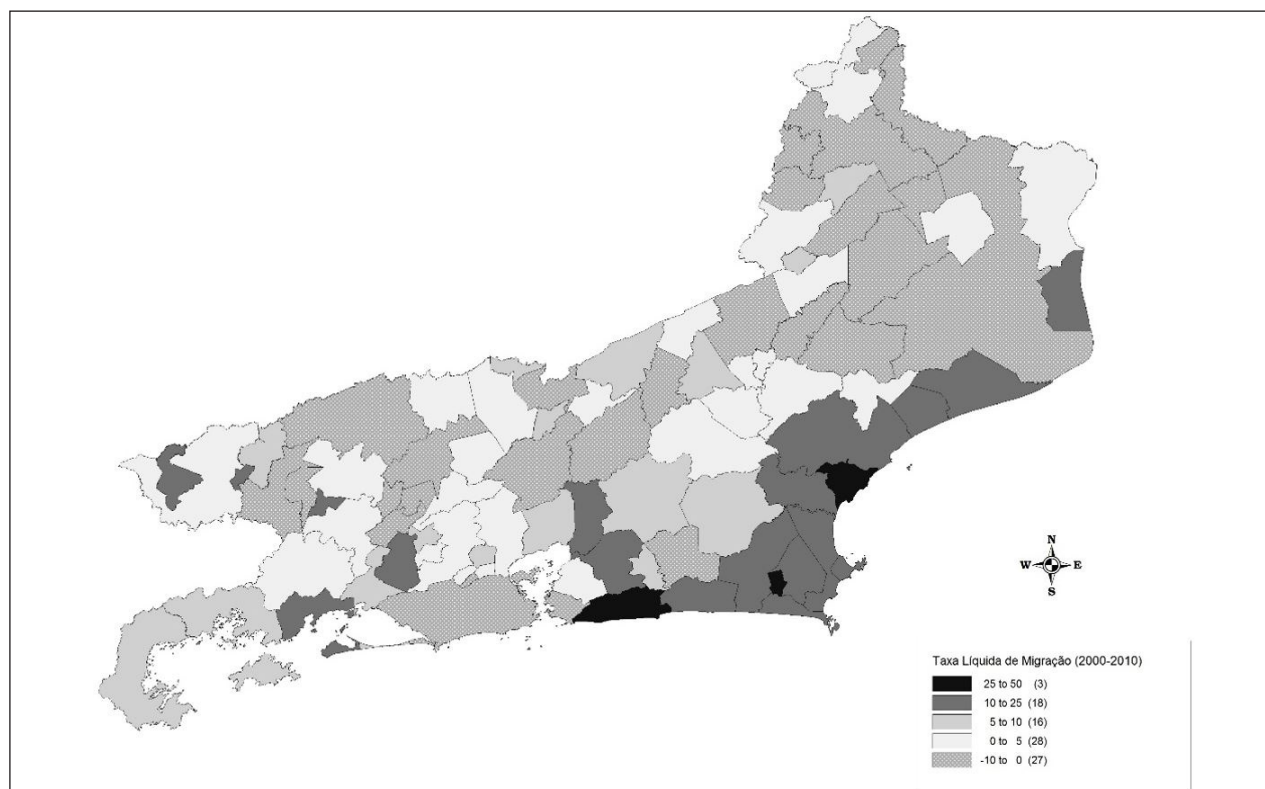 N
W E
S
Taxa Líquida de Migração (2000-2010)
25 to 50 (3)
10 to 25 (18)
5 to 10 (16)
0 to 5 (28)
-10 to 0 (27)